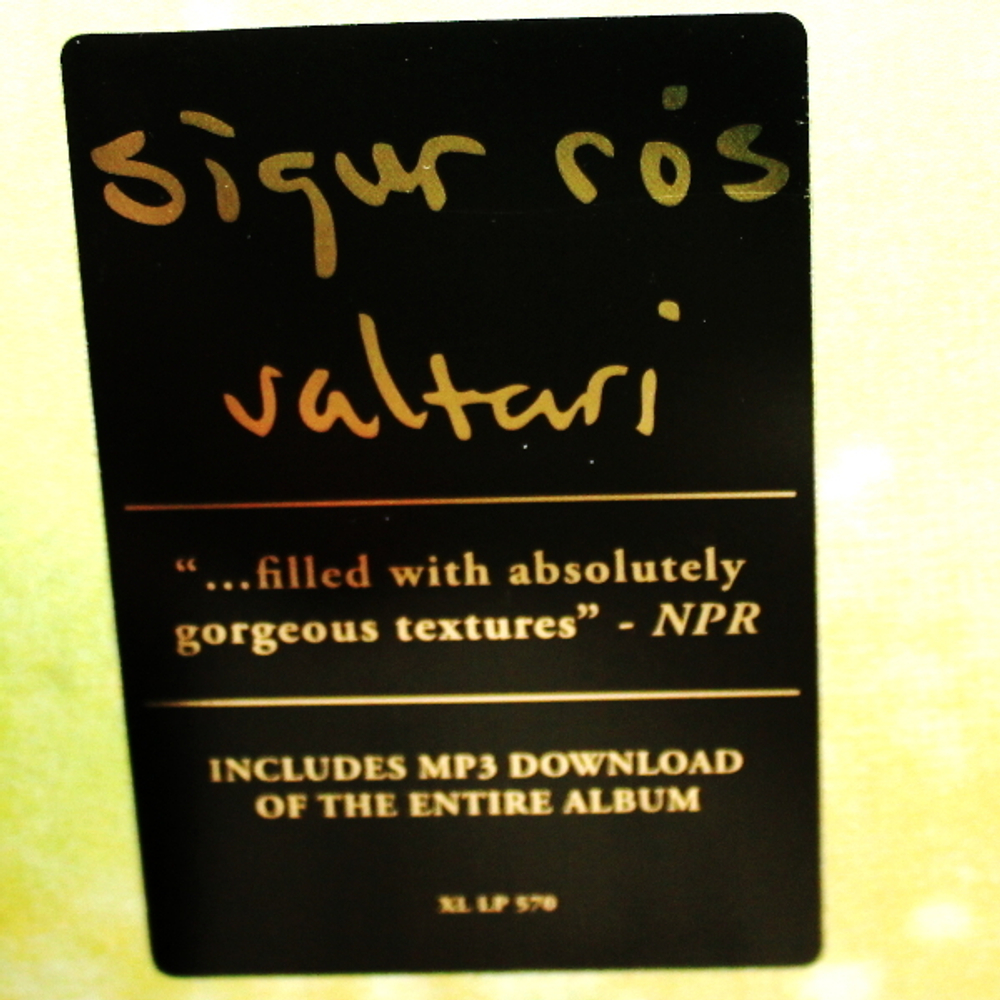 sigur rós
valtari
“...filled with absolutely
gorgeous textures” - NPR
INCLUDES MP3 DOWNLOAD
OF THE ENTIRE ALBUM
XL LP 570